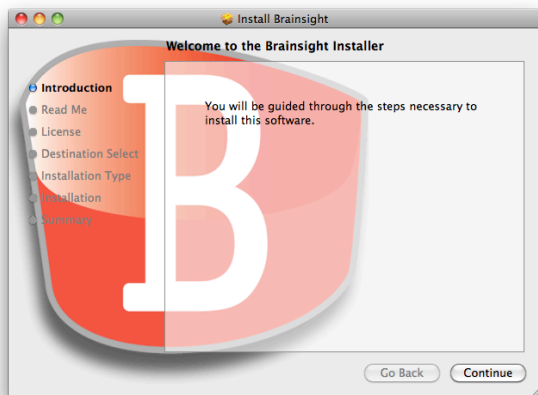 Install Brainsight
Welcome to the Brainsight Installer
Introduction
Read Me
License
Destination Select
Installation Type
Installation
Summary
You will be guided through the steps necessary to
install this software.
B
Go Back
Continue